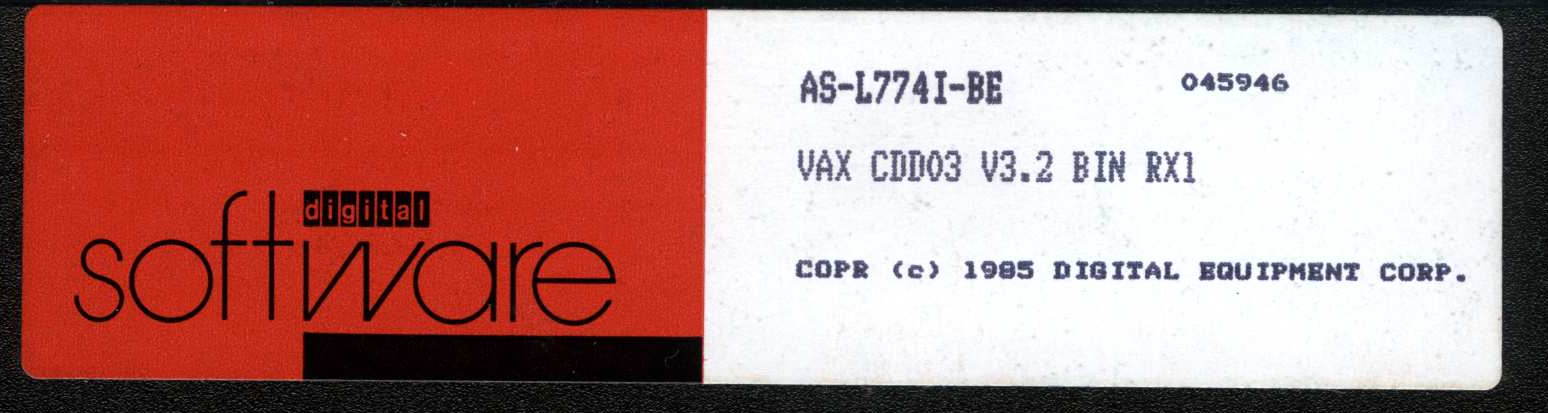 digital
software
AS-L774I-BE 045946
VAX CDD03 V3.2 BIN RX1
COPR (c) 1985 DIGITAL EQUIPMENT CORP.